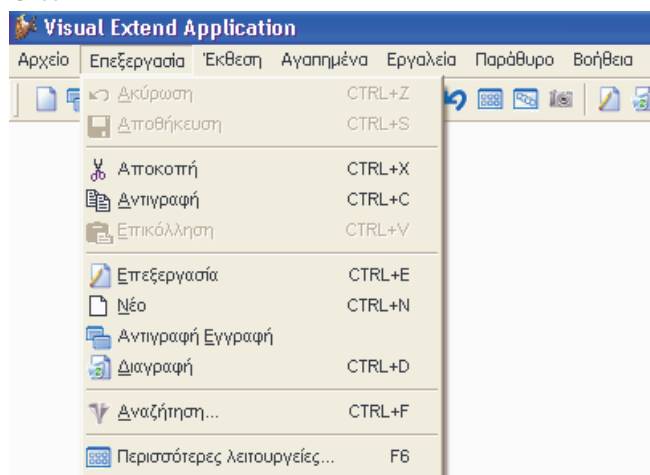 Visual Extend Application
Αρχείο Επεξεργασία Έκθεση Αγαπημένα Εργαλεία Παράθυρο Βοήθεια
Ακύρωση CTRL+Z
Αποθήκευση CTRL+S
Αποκοπή CTRL+X
Αντιγραφή CTRL+C
Επικόλληση CTRL+V
Επεξεργασία CTRL+E
Νέο CTRL+N
Αντιγραφή Εγγραφή
Διαγραφή CTRL+D
Αναζήτηση... CTRL+F
Περισσότερες λειτουργείες... F6